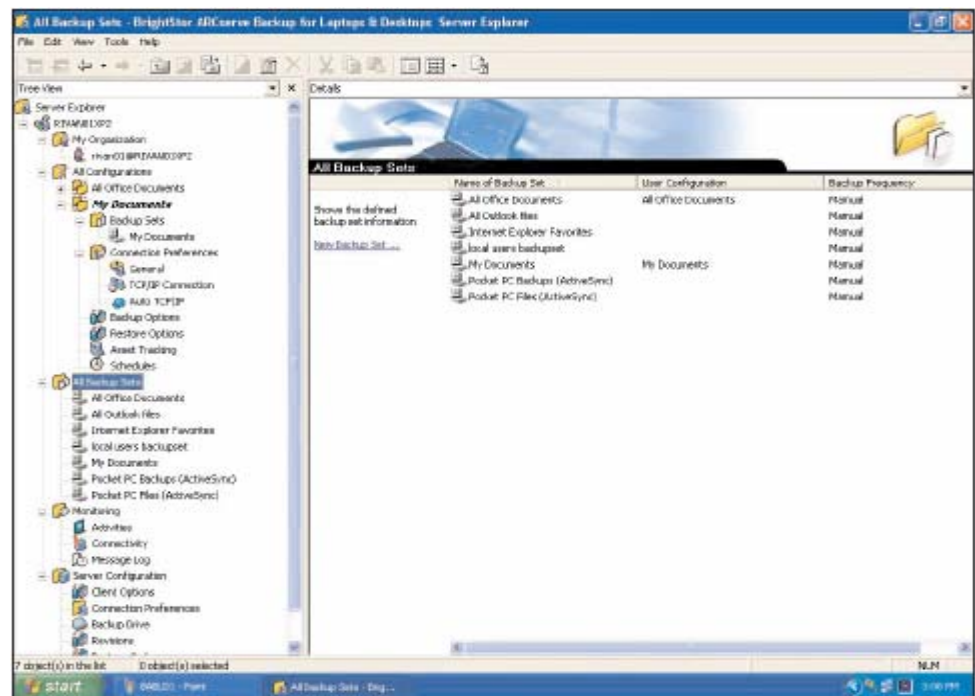 All Backup Sets - BrightStor ARCserve Backup for Laptops & Desktops Server Explorer
File Edit View Tools Help
Tree View
Details
Server Explorer
My Organization
All Configurations
All Office Documents
My Documents
Backup Sets
My Documents
Connection Preferences
General
TCP/IP Connection
Auto TCP/IP
Backup Options
Restore Options
Asset Tracking
Schedules
All Backup Sets
All Office Documents
All Outlook files
Internet Explorer Favorites
local users backupset
My Documents
Pocket PC Backups (ActiveSync)
Pocket PC Files (ActiveSync)
Monitoring
Activities
Connectivity
Message Log
Server Configuration
Client Options
Connection Preferences
Backup Drive
Revisions
All Backup Sets
Shows the defined
backup set information
New Backup Set ...
Name of Backup Set User Configuration Backup Frequency
All Office Documents All Office Documents Manual
All Outlook files Manual
Internet Explorer Favorites Manual
local users backupset Manual
My Documents My Documents Manual
Pocket PC Backups (ActiveSync) Manual
Pocket PC Files (ActiveSync) Manual
7 object(s) in the list 0 object(s) selected NUM
start All Backup Sets - Brig... 3:00 PM